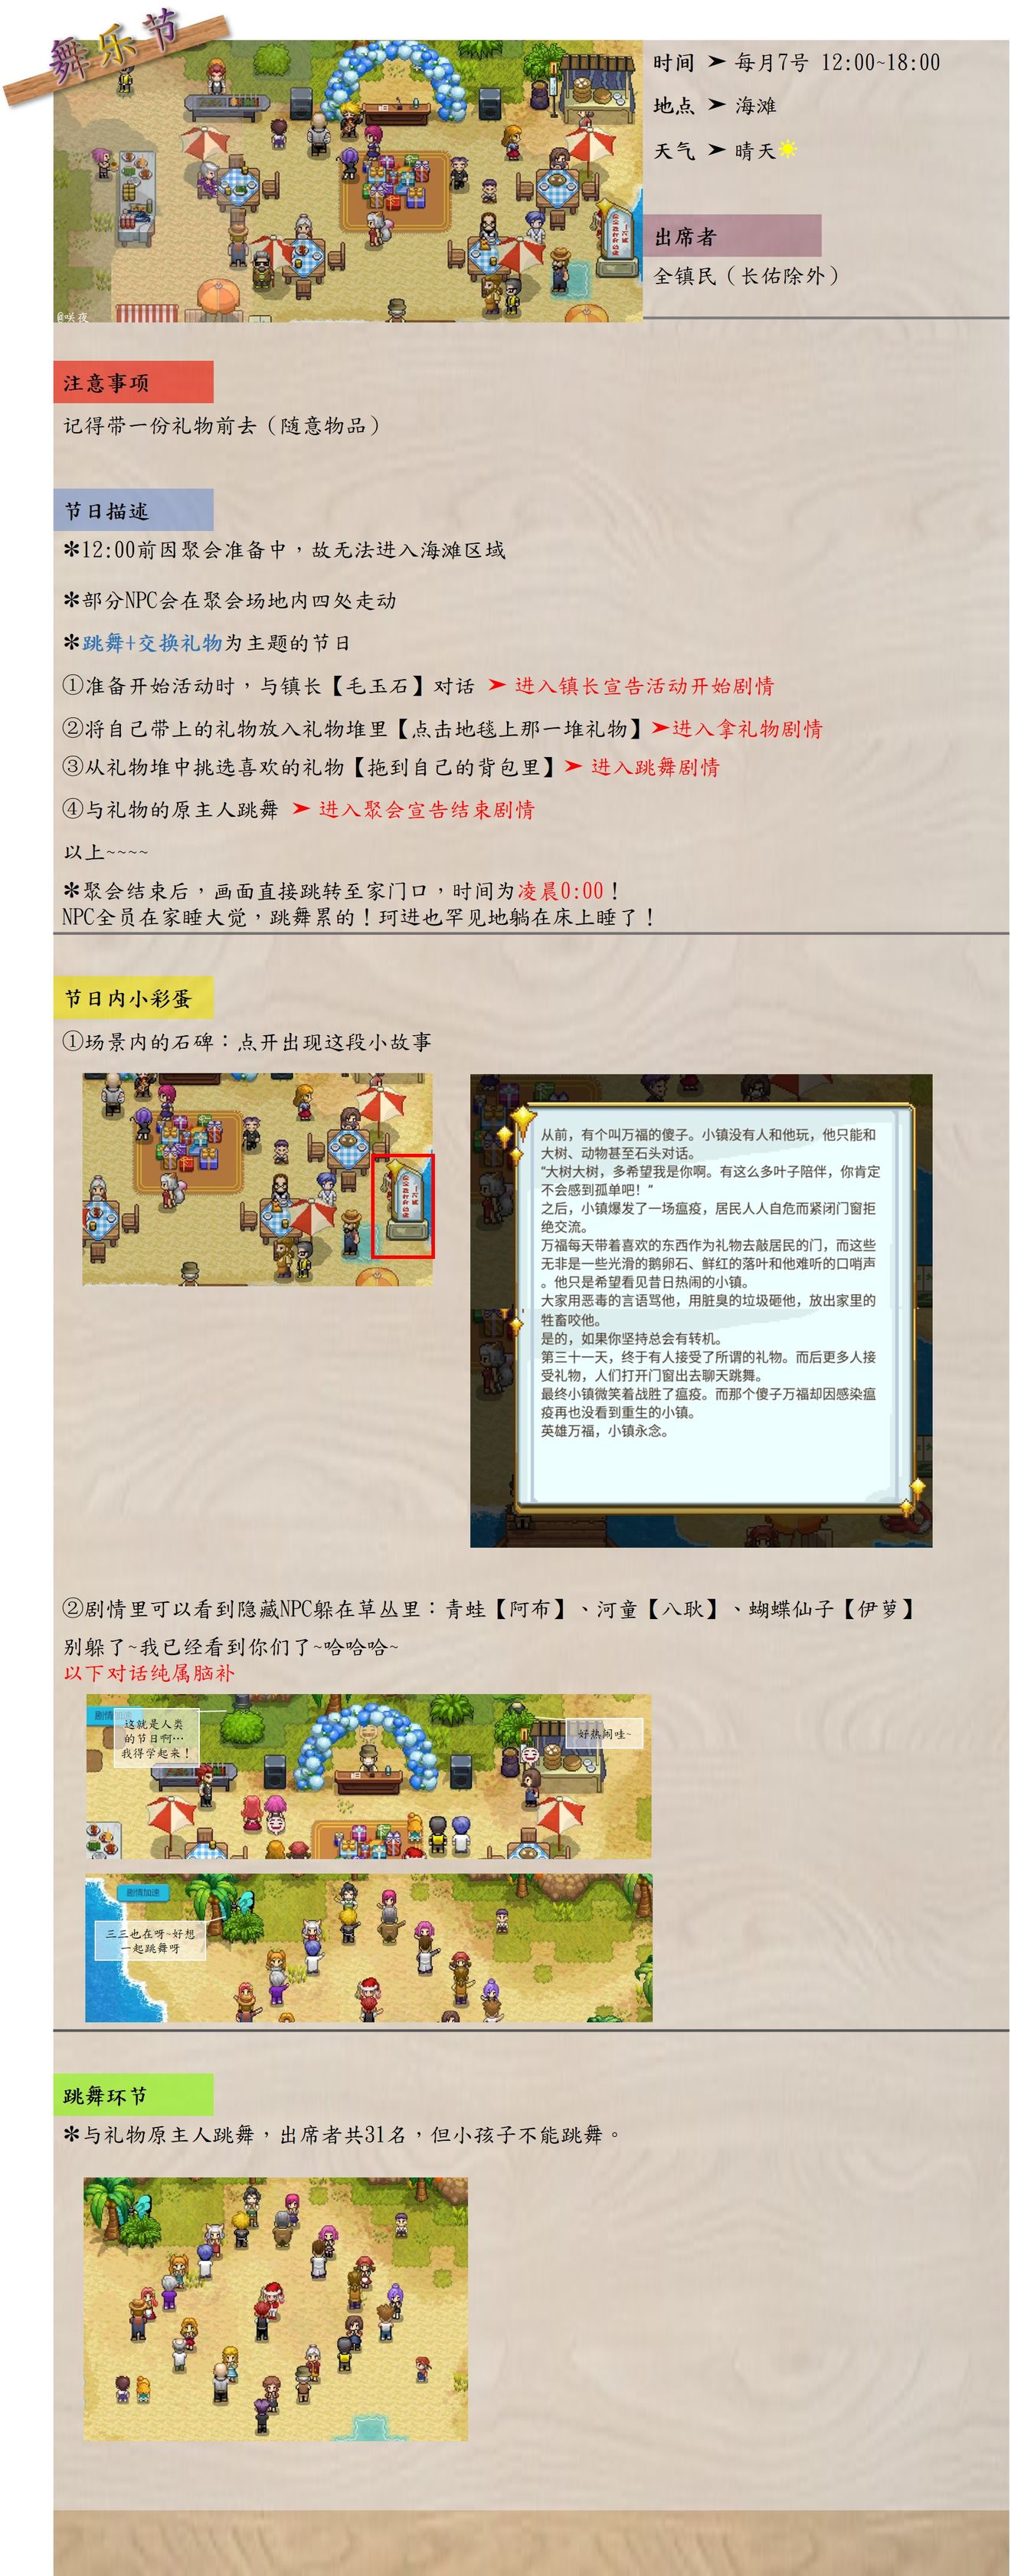 舞乐节
时间 ➤ 每月7号 12:00~18:00
地点 ➤ 海滩
天气 ➤ 晴天
出席者
全镇民（长佑除外）
@咲夜
注意事项
记得带一份礼物前去（随意物品）
节日描述
✻12:00前因聚会准备中，故无法进入海滩区域
✻部分NPC会在聚会场地内四处走动
✻跳舞+交换礼物为主题的节日
①准备开始活动时，与镇长【毛玉石】对话 ➤ 进入镇长宣告活动开始剧情
②将自己带上的礼物放入礼物堆里【点击地毯上那一堆礼物】➤进入拿礼物剧情
③从礼物堆中挑选喜欢的礼物【拖到自己的背包里】➤ 进入跳舞剧情
④与礼物的原主人跳舞 ➤ 进入聚会宣告结束剧情
以上~~~~
✻聚会结束后，画面直接跳转至家门口，时间为凌晨0:00！
NPC全员在家睡大觉，跳舞累的！珂进也罕见地躺在床上睡了！
节日内小彩蛋
①场景内的石碑：点开出现这段小故事
从前，有个叫万福的傻子。小镇没有人和他玩，他只能和
大树、动物甚至石头对话。
“大树大树，多希望我是你啊。有这么多叶子陪伴，你肯定
不会感到孤单吧！”
之后，小镇爆发了一场瘟疫，居民人人自危而紧闭门窗拒
绝交流。
万福每天带着喜欢的东西作为礼物去敲居民的门，而这些
无非是一些光滑的鹅卵石、鲜红的落叶和他难听的口哨声
。他只是希望看见昔日热闹的小镇。
大家用恶毒的言语骂他，用脏臭的垃圾砸他，放出家里的
牲畜咬他。
是的，如果你坚持总会有转机。
第三十一天，终于有人接受了所谓的礼物。而后更多人接
受礼物，人们打开门窗出去聊天跳舞。
最终小镇微笑着战胜了瘟疫。而那个傻子万福却因感染瘟
疫再也没看到重生的小镇。
英雄万福，小镇永念。
②剧情里可以看到隐藏NPC躲在草丛里：青蛙【阿布】、河童【八耿】、蝴蝶仙子【伊萝】
别躲了~我已经看到你们了~哈哈哈~
以下对话纯属脑补
剧情
这就是人类
的节日啊…
我得学起来！
好热闹哇~
剧情加速
三三也在呀~好想
一起跳舞呀
跳舞环节
✻与礼物原主人跳舞，出席者共31名，但小孩子不能跳舞。